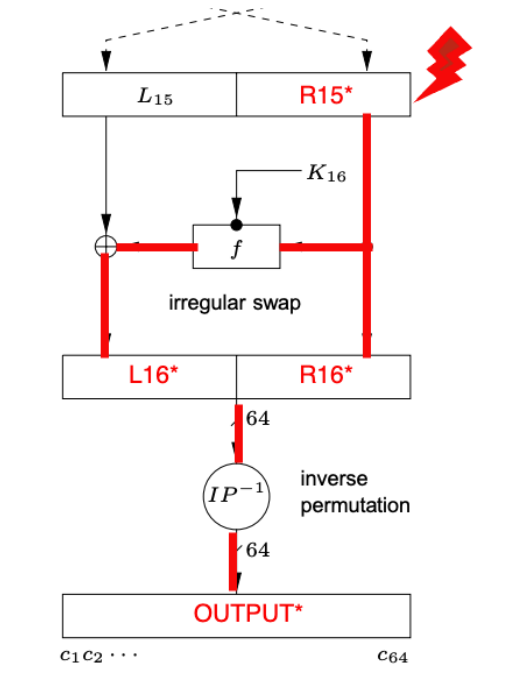 L₁₅ R15*
K₁₆
f
irregular swap
L16* R16*
64
IP⁻¹
inverse
permutation
64
OUTPUT*
c₁c₂ ··· c₆₄